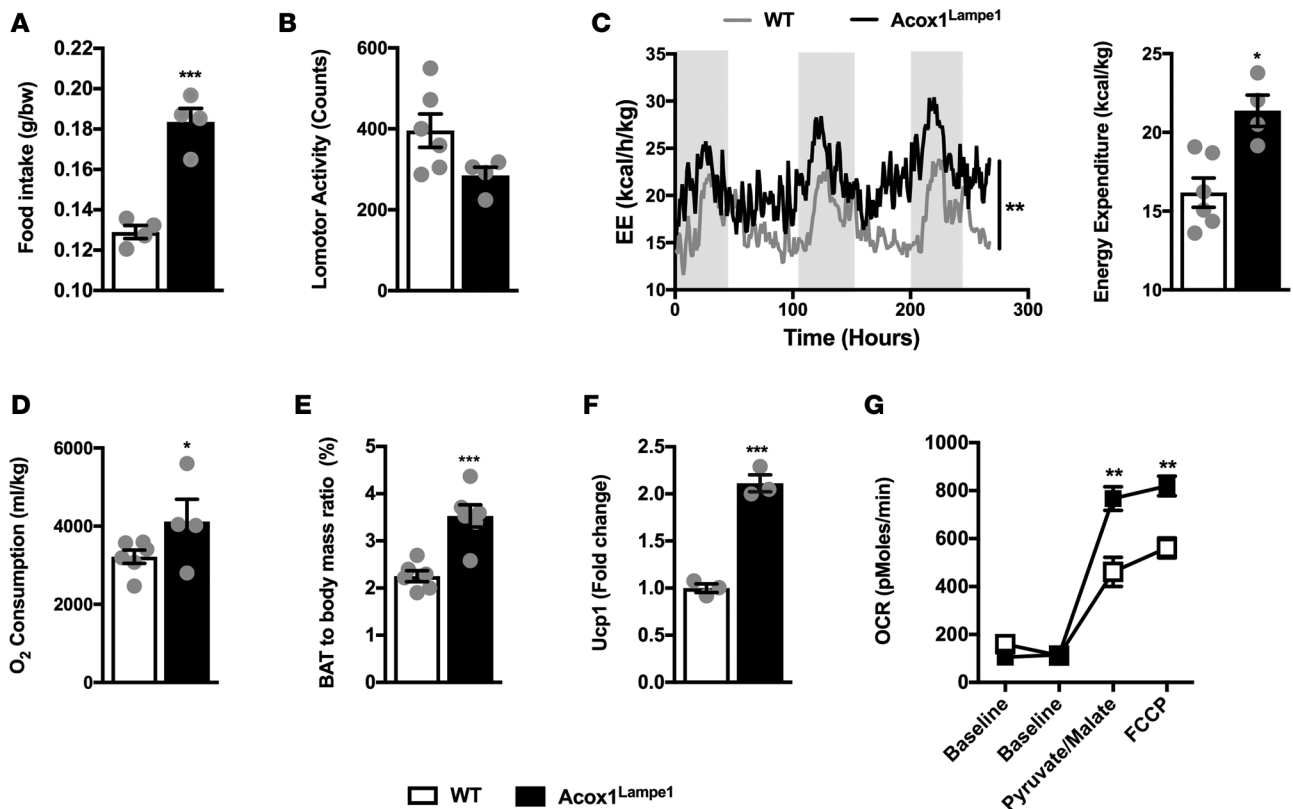 WT Acox1Lampe1
A
Food intake (g/bw)
0.22
0.20
0.18
0.16
0.14
0.12
0.10
***
B
Lomotor Activity (Counts)
600
400
200
0
C
EE (kcal/h/kg)
35
30
25
20
15
10
0 100 200 300
Time (Hours)
**
Energy Expenditure (kcal/kg)
25
20
15
10
*
D
O2 Consumption (ml/kg)
6000
4000
2000
0
*
E
BAT to body mass ratio (%)
5
4
3
2
1
0
***
F
Ucp1 (Fold change)
2.5
2.0
1.5
1.0
0.5
0.0
***
G
OCR (pMoles/min)
1000
800
600
400
200
0
** **
Baseline
Baseline
Pyruvate/Malate
FCCP
WT Acox1Lampe1